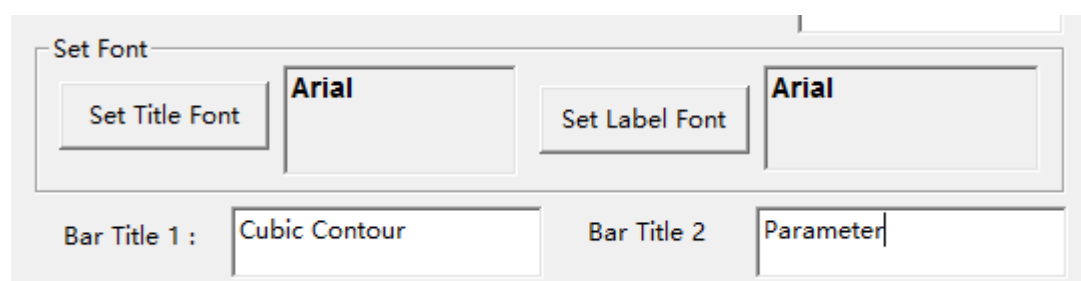 Set Font
Set Title Font
Arial
Set Label Font
Arial
Bar Title 1 :
Cubic Contour
Bar Title 2
Parameter